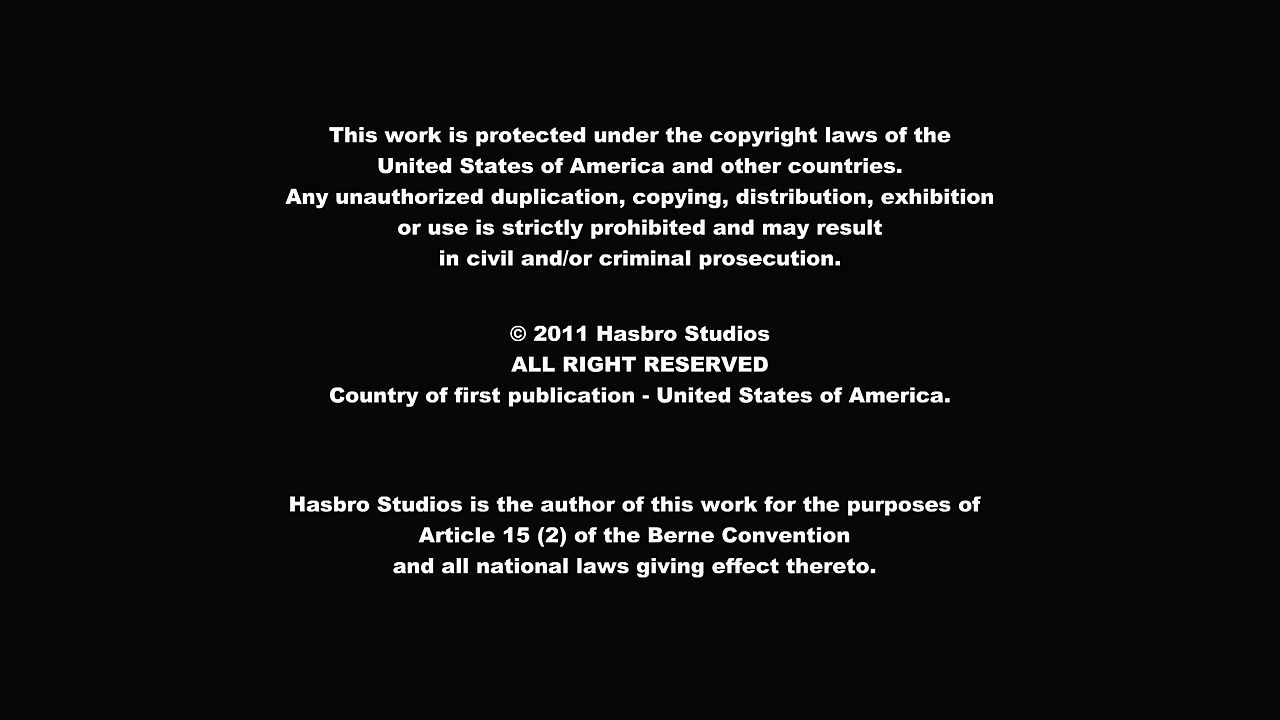 This work is protected under the copyright laws of the
United States of America and other countries.
Any unauthorized duplication, copying, distribution, exhibition
or use is strictly prohibited and may result
in civil and/or criminal prosecution.
© 2011 Hasbro Studios
ALL RIGHT RESERVED
Country of first publication - United States of America.
Hasbro Studios is the author of this work for the purposes of
Article 15 (2) of the Berne Convention
and all national laws giving effect thereto.